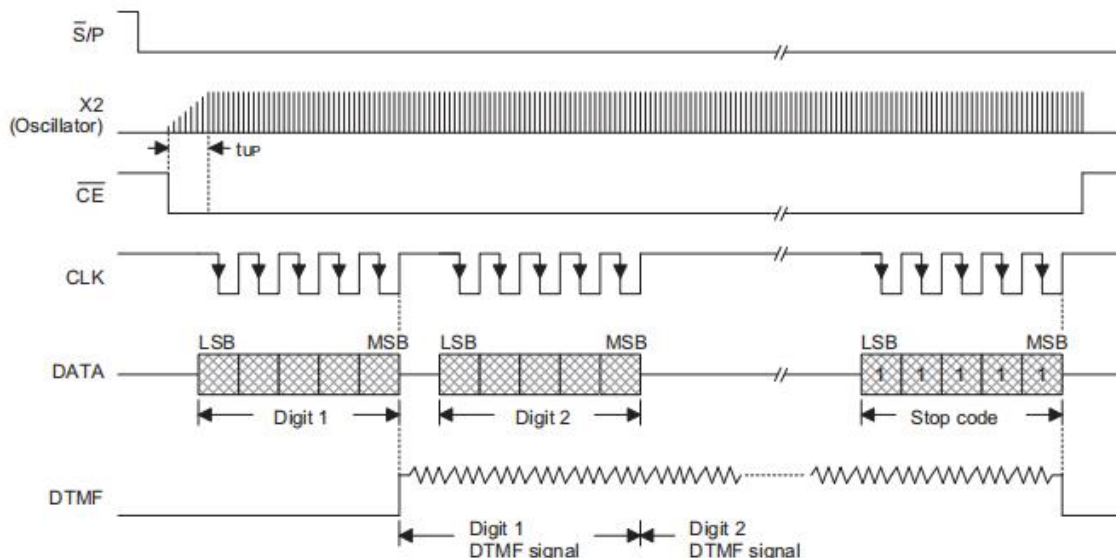 S̅/P
X2
(Oscillator)
tUP
C̅E̅
CLK
LSB MSB LSB MSB LSB MSB
DATA
1 1 1 1 1
Digit 1 Digit 2 Stop code
DTMF
Digit 1 Digit 2
DTMF signal DTMF signal